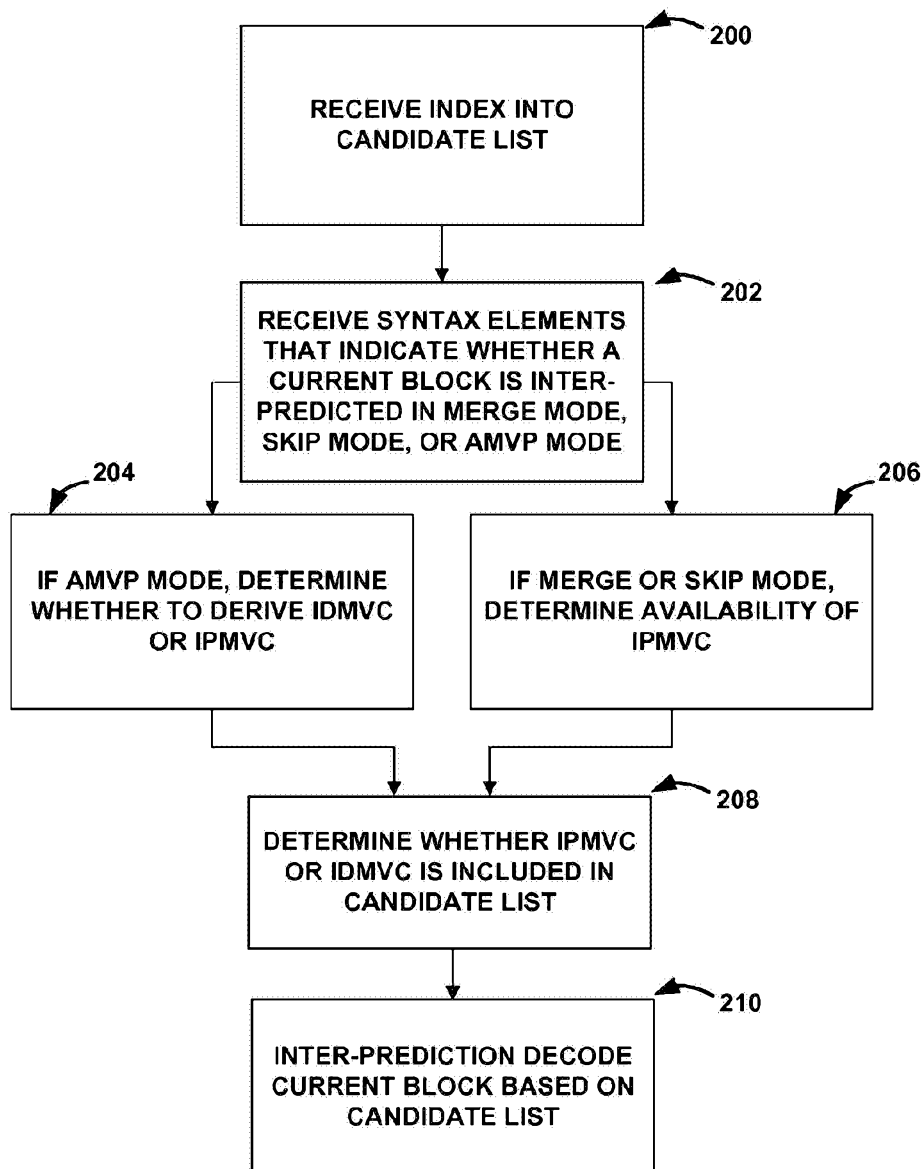 200
RECEIVE INDEX INTO
CANDIDATE LIST
202
RECEIVE SYNTAX ELEMENTS
THAT INDICATE WHETHER A
CURRENT BLOCK IS INTER-
PREDICTED IN MERGE MODE,
SKIP MODE, OR AMVP MODE
204
IF AMVP MODE, DETERMINE
WHETHER TO DERIVE IDMVC
OR IPMVC
206
IF MERGE OR SKIP MODE,
DETERMINE AVAILABILITY OF
IPMVC
208
DETERMINE WHETHER IPMVC
OR IDMVC IS INCLUDED IN
CANDIDATE LIST
210
INTER-PREDICTION DECODE
CURRENT BLOCK BASED ON
CANDIDATE LIST